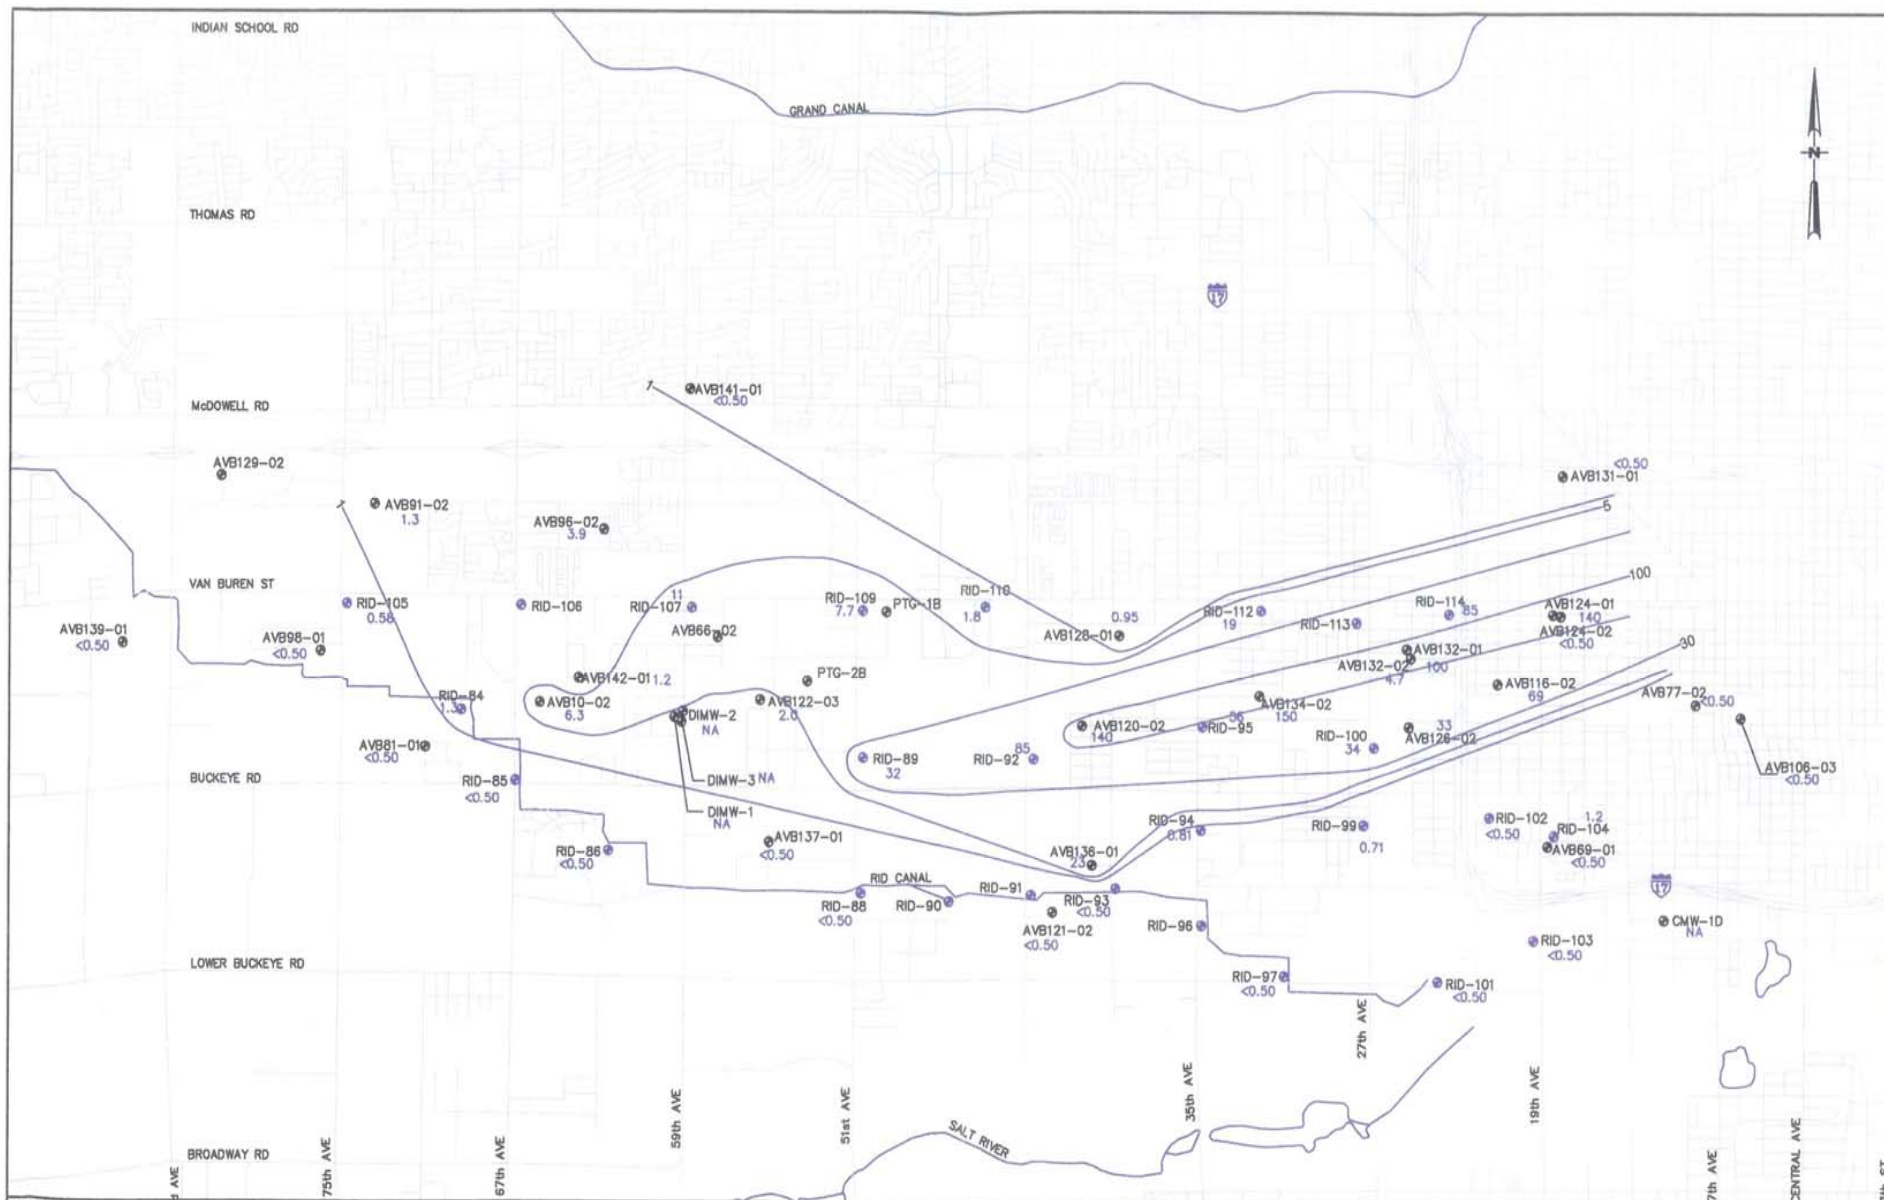 INDIAN SCHOOL RD
GRAND CANAL
N
THOMAS RD
17
1
AVB141-01
<0.50
McDOWELL RD
AVB129-02
<0.50
AVB131-01
1
AVB91-02
1.3
AVB96-02
3.9
5
VAN BUREN ST
100
RID-105
0.58
RID-106
11
RID-107
RID-109
7.7
PTG-1B
RID-110
1.8
0.95
RID-112
19
RID-113
RID-114
85
AVB124-01
140
AVB124-02
<0.50
AVB139-01
<0.50
AVB98-01
<0.50
AVB66-02
AVB128-01
AVB132-01
AVB132-02
100
4.7
30
AVB142-01
1.2
PTG-2B
AVB116-02
69
AVB77-02
<0.50
RID-84
1.3
AVB10-02
6.3
DIMW-2
NA
AVB122-03
2.0
AVB134-02
150
AVB120-02
140
56
RID-95
33
AVB126-02
RID-100
34
AVB81-01
<0.50
RID-89
32
85
RID-92
AVB106-03
<0.50
BUCKEYE RD
RID-85
<0.50
DIMW-3
NA
DIMW-1
NA
RID-94
0.81
RID-99
0.71
RID-102
<0.50
1.2
RID-104
AVB69-01
<0.50
RID-86
<0.50
AVB137-01
<0.50
AVB136-01
23
RID CANAL
RID-88
<0.50
RID-90
RID-91
RID-93
<0.50
17
AVB121-02
<0.50
RID-96
CMW-1D
NA
RID-103
<0.50
LOWER BUCKEYE RD
RID-97
<0.50
RID-101
<0.50
27th AVE
59th AVE
51st AVE
35th AVE
19th AVE
SALT RIVER
BROADWAY RD
75th AVE
67th AVE
7th AVE
CENTRAL AVE